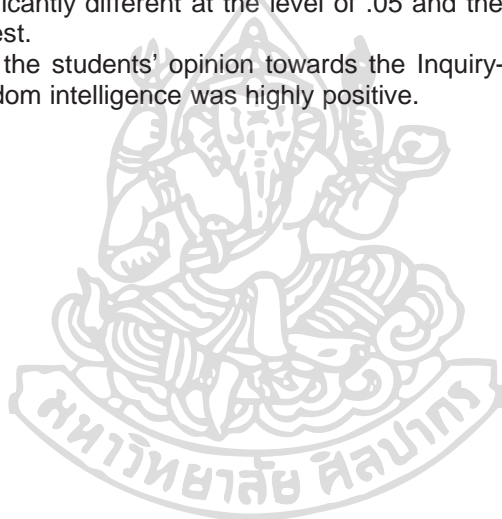 icantly different at the level of .05 and the
est.
the students’ opinion towards the Inquiry-
dom intelligence was highly positive.
มหาวิทยาลัย ศิลปากร